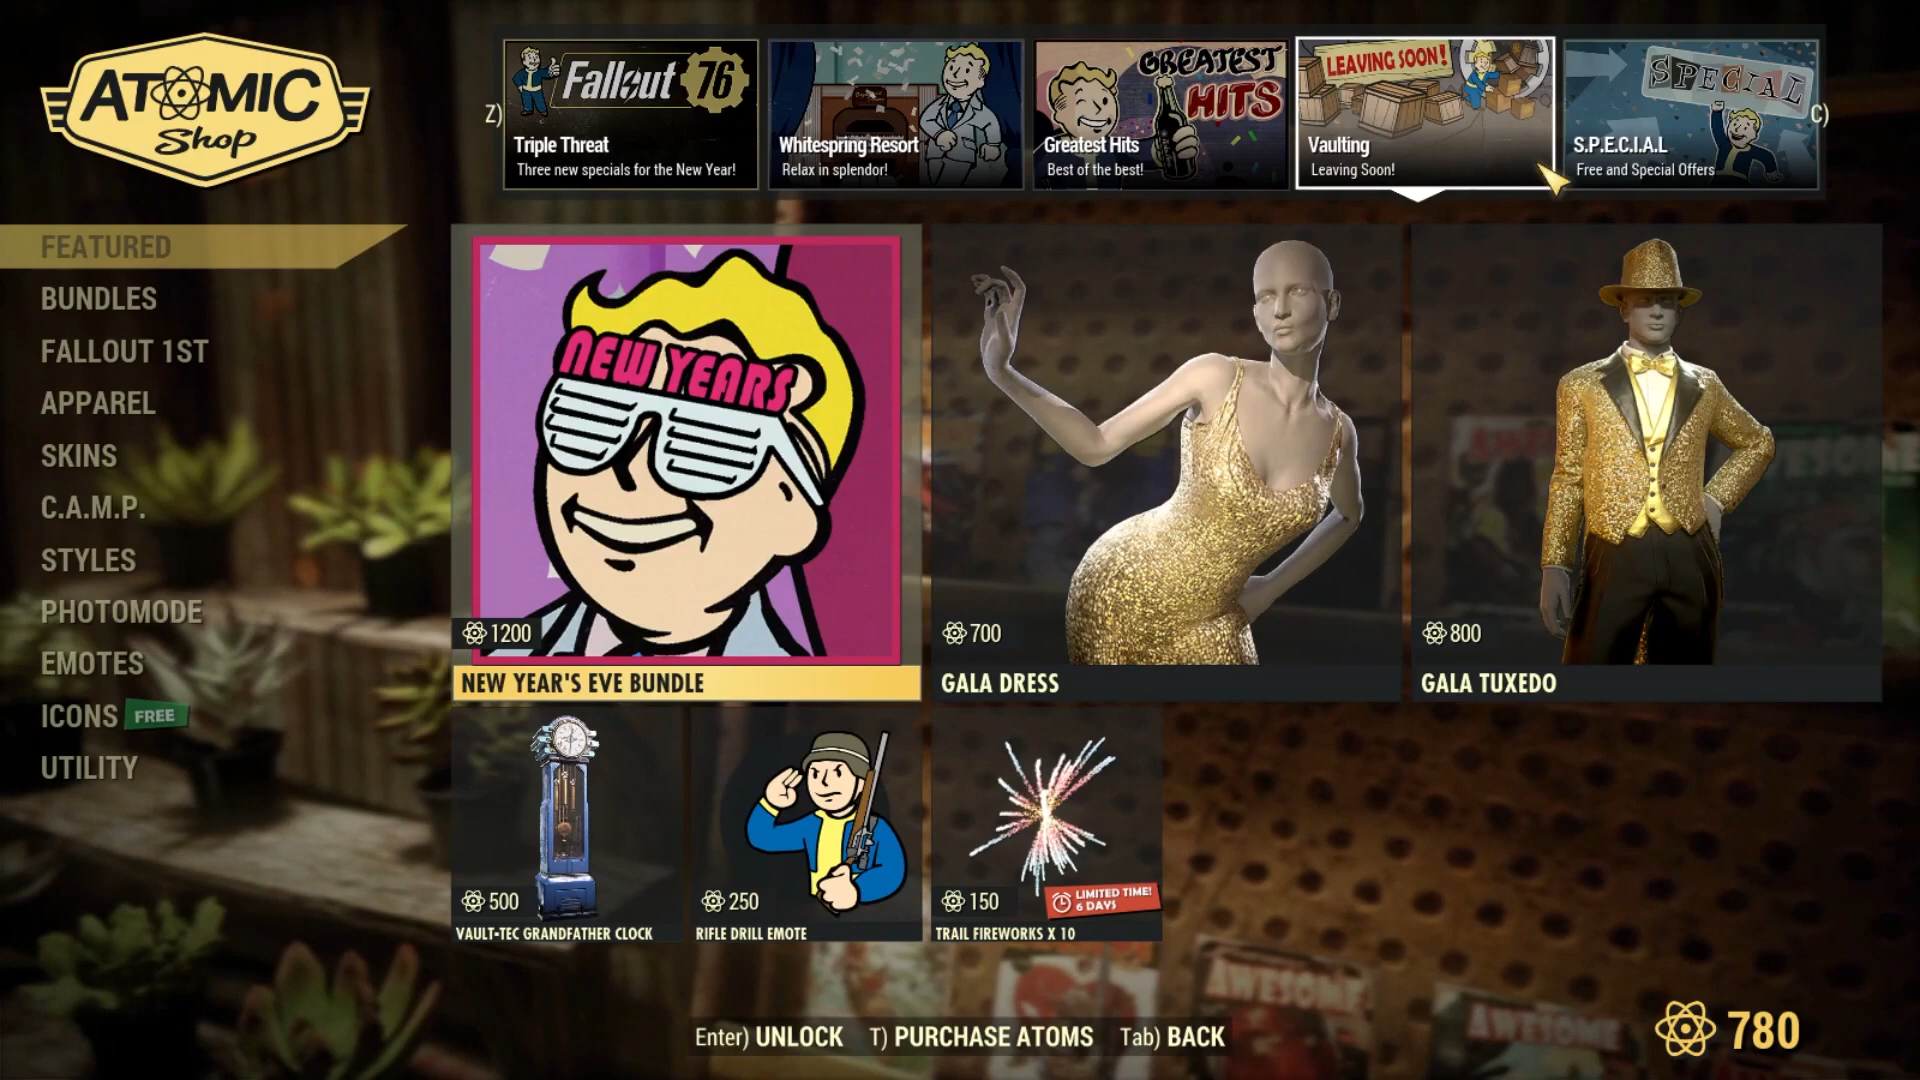 ATOMIC
Shop
Z)
Fallout 76
Triple Threat
Three new specials for the New Year!
Whitespring Resort
Relax in splendor!
GREATEST
HITS
Greatest Hits
Best of the best!
LEAVING SOON!
Vaulting
Leaving Soon!
SPECIAL
S.P.E.C.I.A.L
Free and Special Offers
C)
FEATURED
BUNDLES
FALLOUT 1ST
APPAREL
SKINS
C.A.M.P.
STYLES
PHOTOMODE
EMOTES
ICONS FREE
UTILITY
NEW YEARS
1200
NEW YEAR'S EVE BUNDLE
700
GALA DRESS
800
GALA TUXEDO
500
VAULT-TEC GRANDFATHER CLOCK
250
RIFLE DRILL EMOTE
150
LIMITED TIME!
6 DAYS
TRAIL FIREWORKS X 10
AWESOME
AWESOME
Enter) UNLOCK T) PURCHASE ATOMS Tab) BACK
780